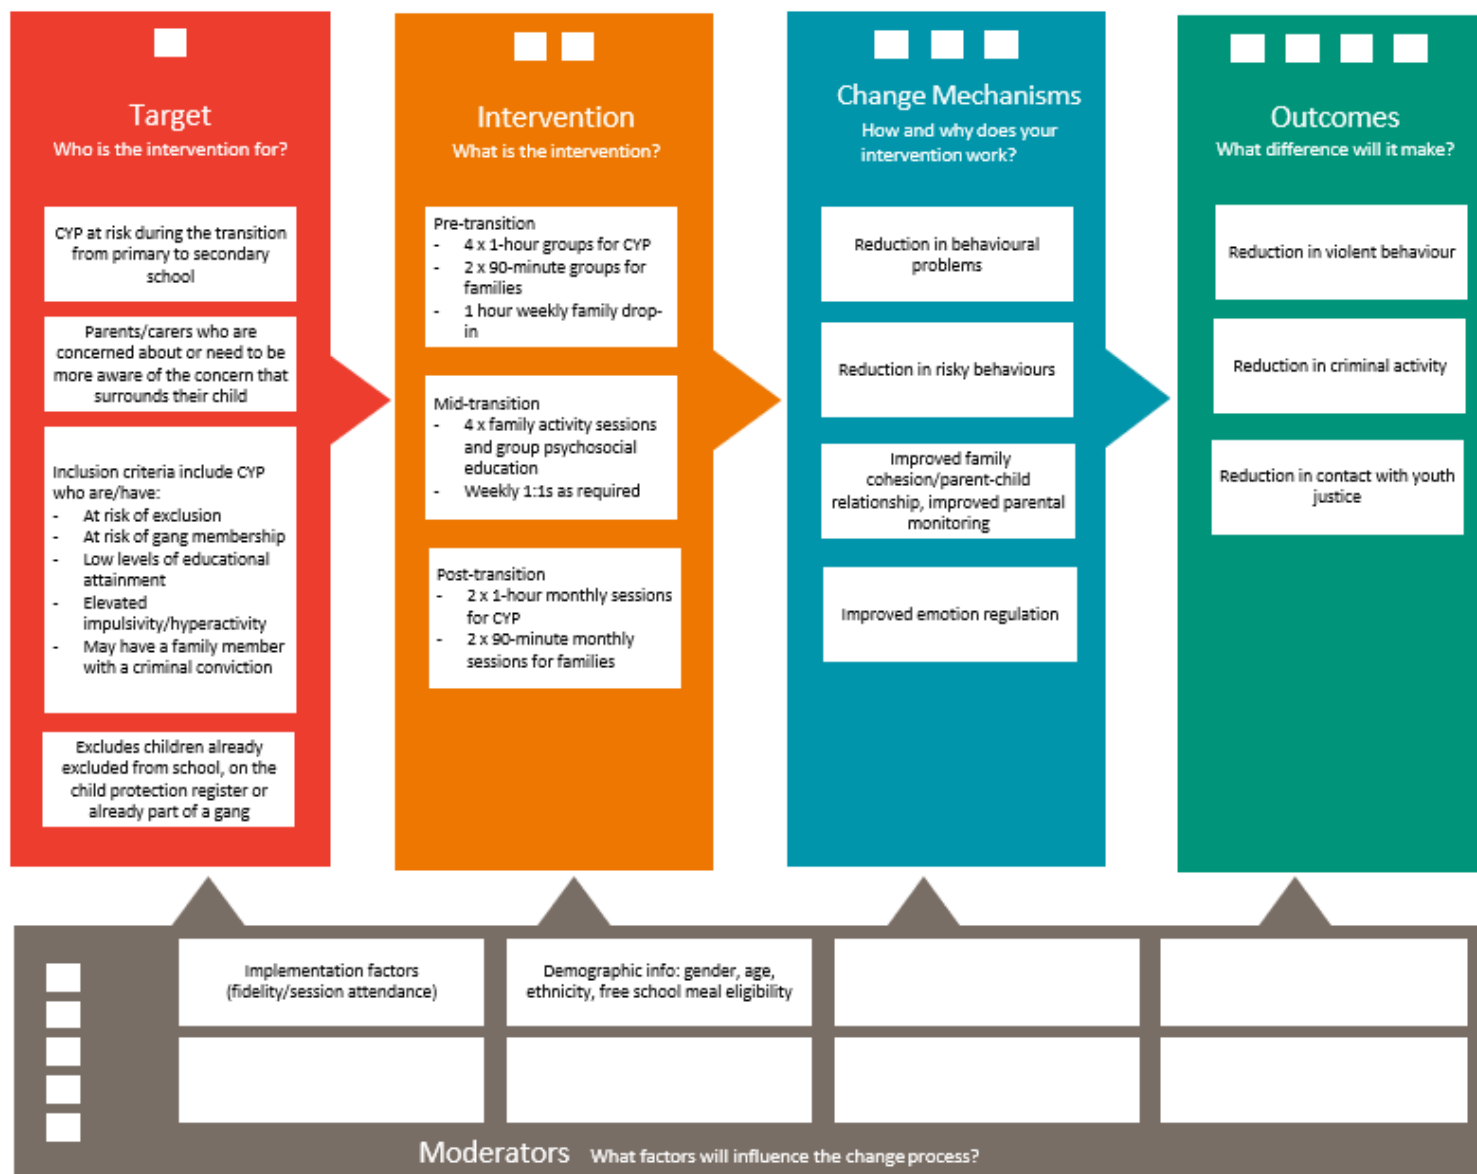 Target
Who is the intervention for?
CYP at risk during the transition
from primary to secondary
school
Parents/carers who are
concerned about or need to be
more aware of the concern that
surrounds their child
Inclusion criteria include CYP
who are/have:
- At risk of exclusion
- At risk of gang membership
- Low levels of educational
attainment
- Elevated
impulsivity/hyperactivity
- May have a family member
with a criminal conviction
Excludes children already
excluded from school, on the
child protection register or
already part of a gang
Intervention
What is the intervention?
Pre-transition
- 4 x 1-hour groups for CYP
- 2 x 90-minute groups for
families
- 1 hour weekly family drop-
in
Mid-transition
- 4 x family activity sessions
and group psychosocial
education
- Weekly 1:1s as required
Post-transition
- 2 x 1-hour monthly sessions
for CYP
- 2 x 90-minute monthly
sessions for families
Change Mechanisms
How and why does your
intervention work?
Reduction in behavioural
problems
Reduction in risky behaviours
Improved family
cohesion/parent-child
relationship, improved parental
monitoring
Improved emotion regulation
Outcomes
What difference will it make?
Reduction in violent behaviour
Reduction in criminal activity
Reduction in contact with youth
justice
Implementation factors
(fidelity/session attendance)
Demographic info: gender, age,
ethnicity, free school meal eligibility
Moderators What factors will influence the change process?